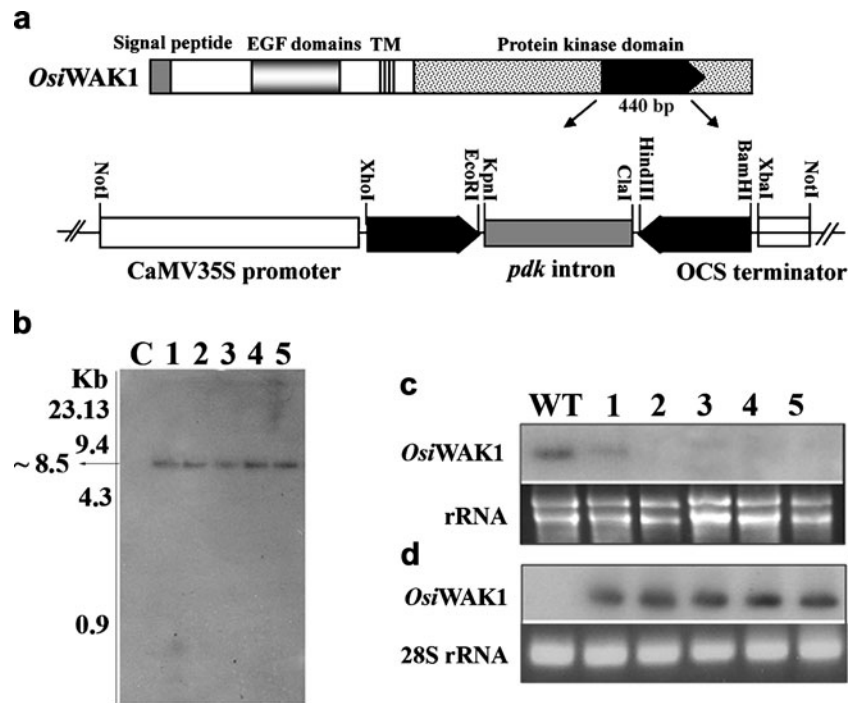 a
Signal peptide EGF domains TM Protein kinase domain
OsiWAK1
440 bp
NotI XhoI EcoRI KpnI ClaI HindIII BamHI XbaI NotI
CaMV35S promoter pdk intron OCS terminator
b
C 1 2 3 4 5
Kb
23.13
9.4
~ 8.5
4.3
0.9
c
WT 1 2 3 4 5
OsiWAK1
rRNA
d
OsiWAK1
28S rRNA